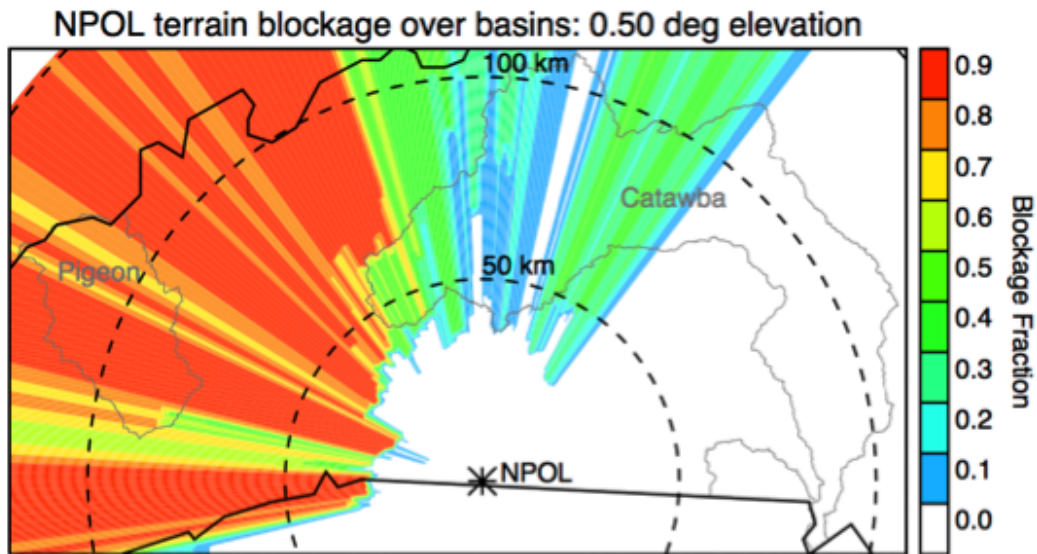 NPOL terrain blockage over basins: 0.50 deg elevation
100 km
0.9
0.8
0.7
Catawba
0.6
Pigeon
50 km
0.5
0.4
0.3
0.2
0.1
NPOL
0.0
Blockage Fraction